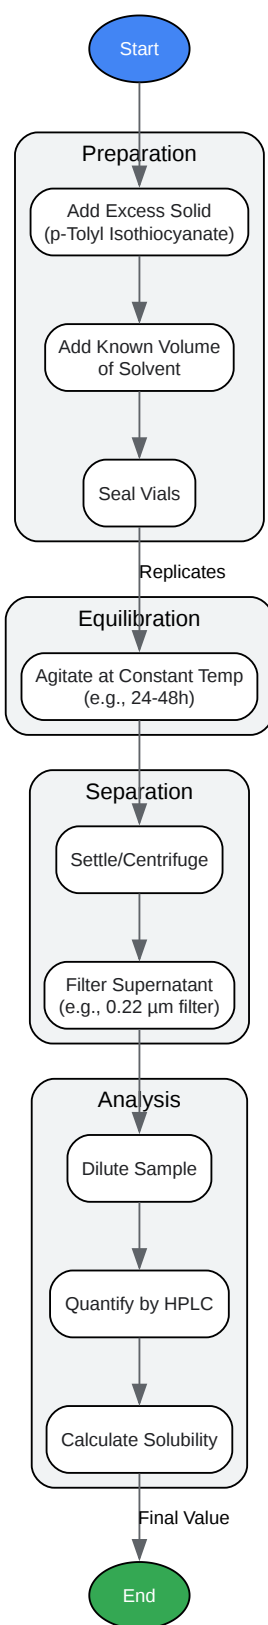 Start
Preparation
Add Excess Solid
(p-Tolyl Isothiocyanate)
Add Known Volume
of Solvent
Seal Vials
Replicates
Equilibration
Agitate at Constant Temp
(e.g., 24-48h)
Separation
Settle/Centrifuge
Filter Supernatant
(e.g., 0.22 µm filter)
Analysis
Dilute Sample
Quantify by HPLC
Calculate Solubility
Final Value
End